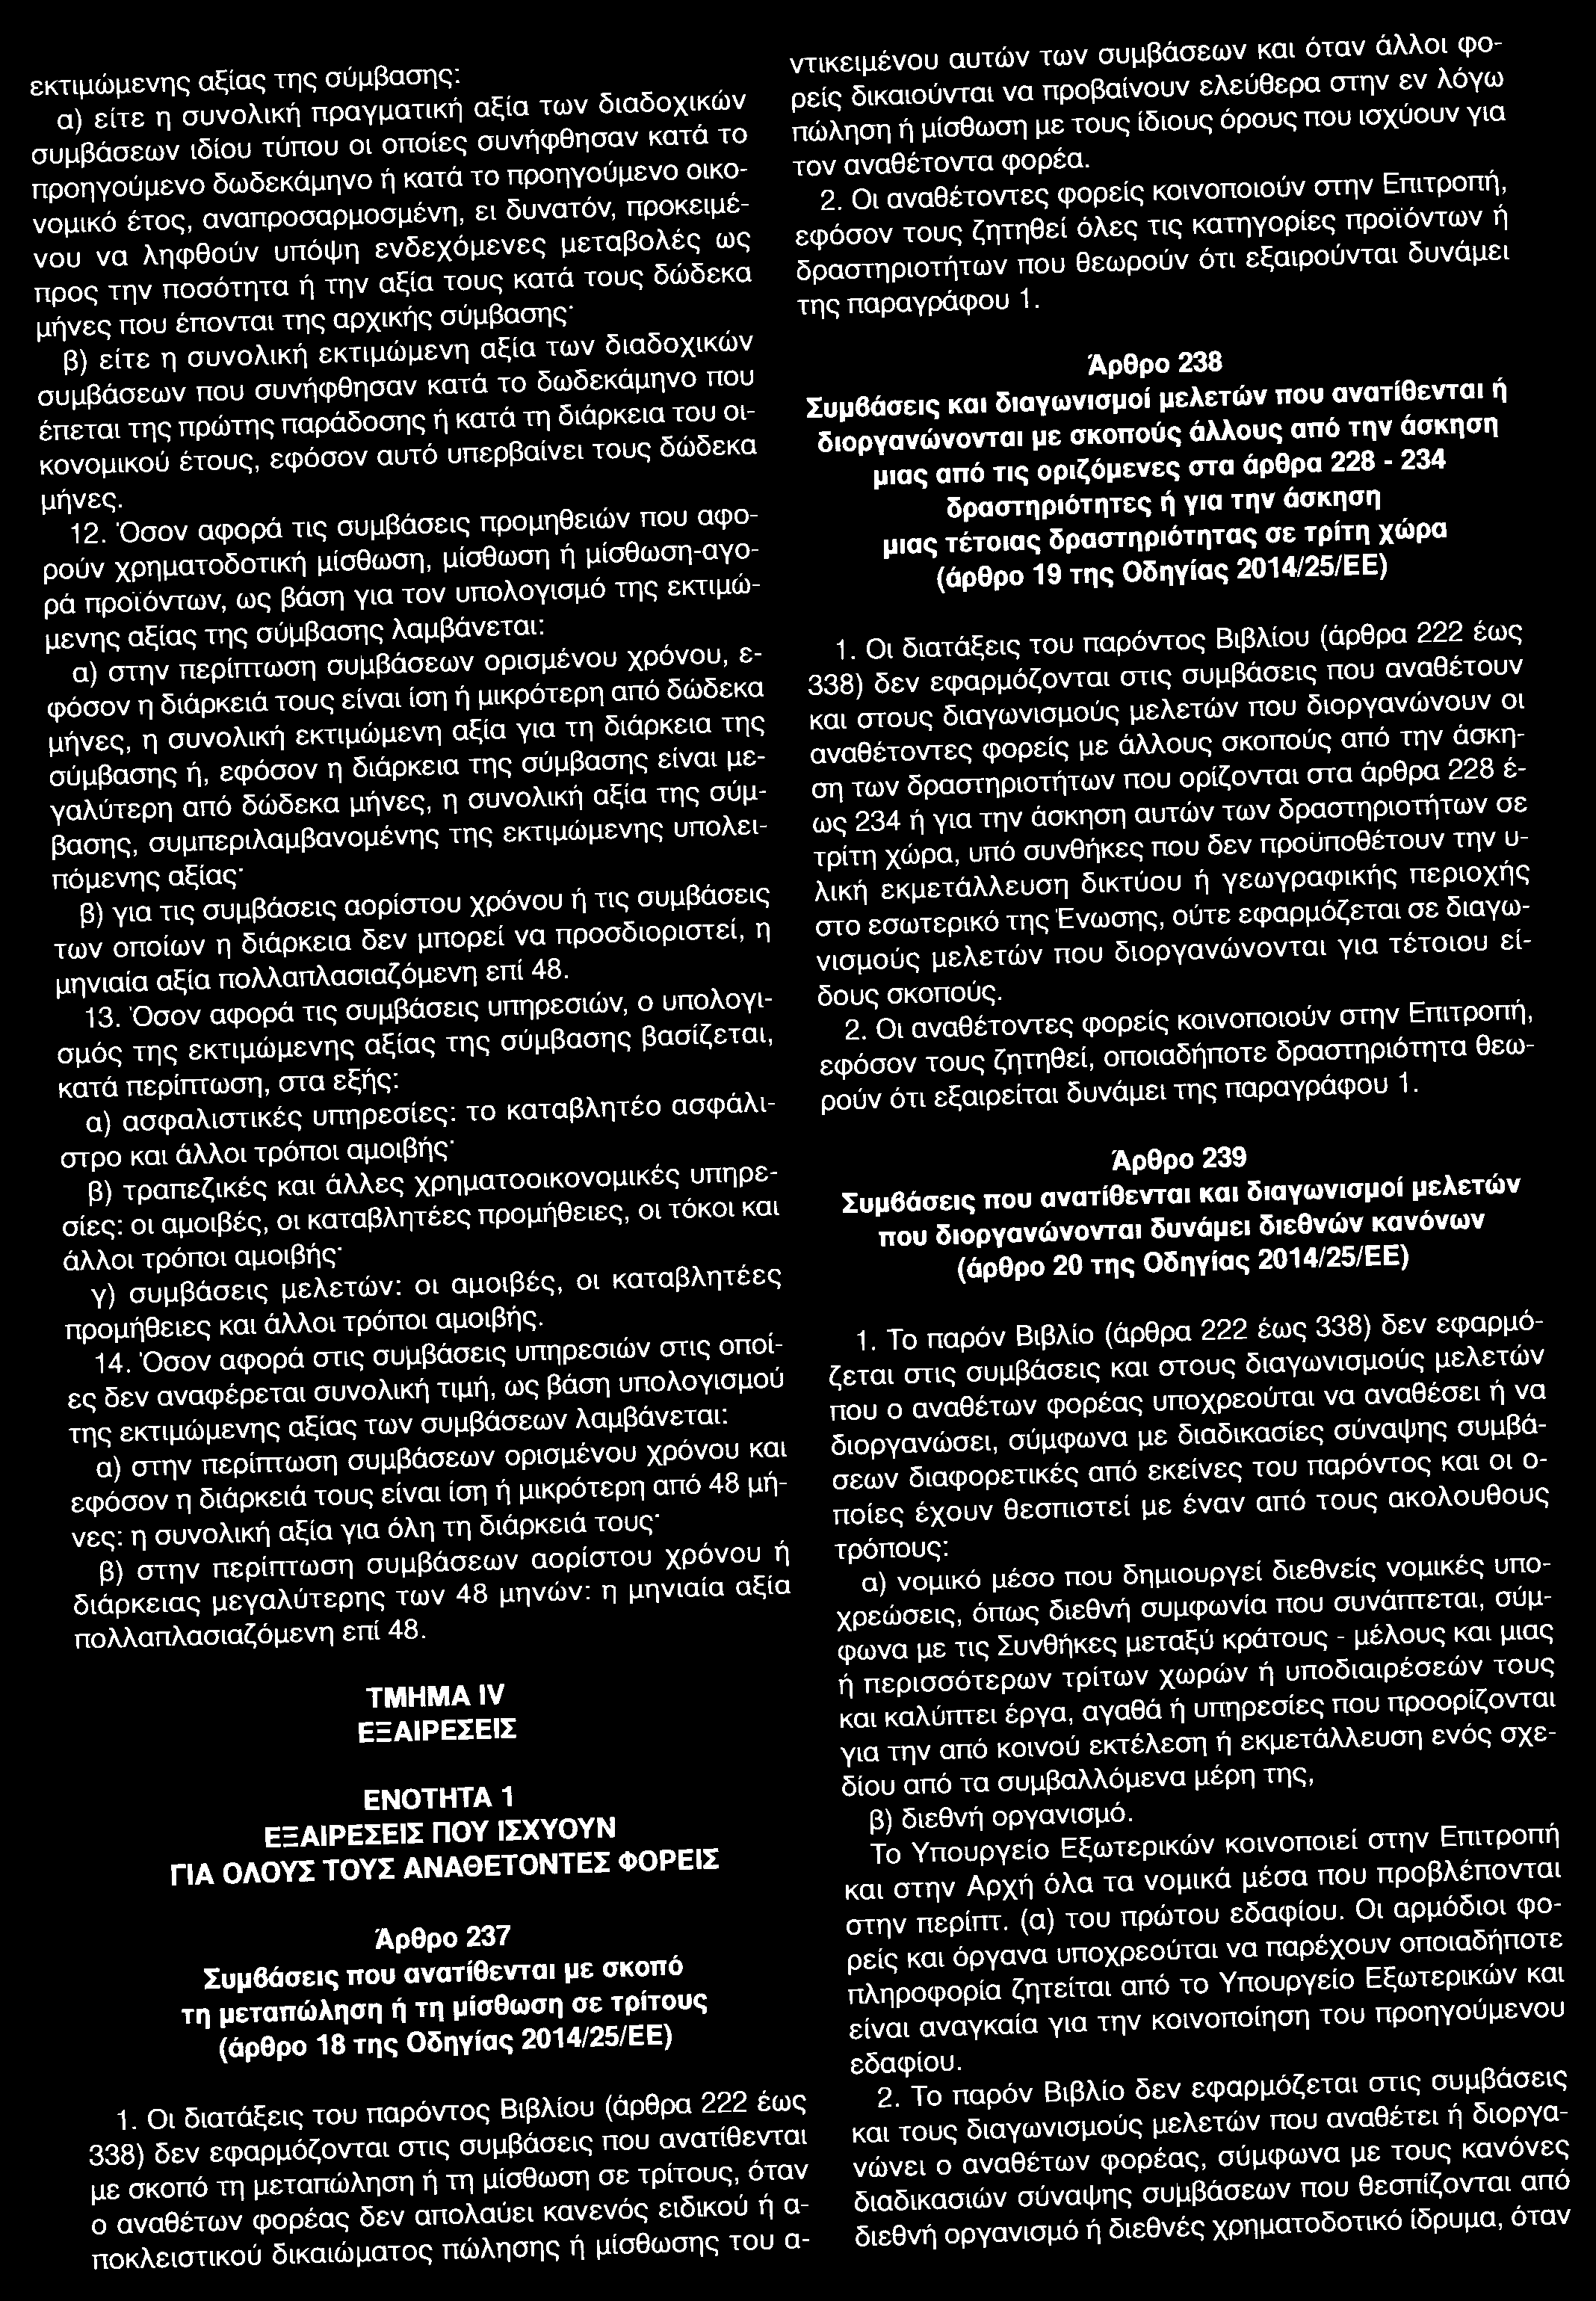 εκτιμώμενης αξίας της σύμβασης:
α) είτε η συνολική πραγματική αξία των διαδοχικών
συμβάσεων ιδίου τύπου οι οποίες συνήφθησαν κατά το
προηγούμενο δωδεκάμηνο ή κατά το προηγούμενο οικο-
νομικό έτος, αναπροσαρμοσμένη, ει δυνατόν, προκειμέ-
νου να ληφθούν υπόψη ενδεχόμενες μεταβολές ως
προς την ποσότητα ή την αξία τους κατά τους δώδεκα
μήνες που έπονται της αρχικής σύμβασης·
β) είτε η συνολική εκτιμώμενη αξία των διαδοχικών
συμβάσεων που συνήφθησαν κατά το δωδεκάμηνο που
έπεται της πρώτης παράδοσης ή κατά τη διάρκεια του οι-
κονομικού έτους, εφόσον αυτό υπερβαίνει τους δώδεκα
μήνες.
12. Όσον αφορά τις συμβάσεις προμηθειών που αφο-
ρούν χρηματοδοτική μίσθωση, μίσθωση ή μίσθωση-αγο-
ρά προϊόντων, ως βάση για τον υπολογισμό της εκτιμώ-
μενης αξίας της σύμβασης λαμβάνεται:
α) στην περίπτωση συμβάσεων ορισμένου χρόνου, ε-
φόσον η διάρκειά τους είναι ίση ή μικρότερη από δώδεκα
μήνες, η συνολική εκτιμώμενη αξία για τη διάρκεια της
σύμβασης ή, εφόσον η διάρκεια της σύμβασης είναι με-
γαλύτερη από δώδεκα μήνες, η συνολική αξία της σύμ-
βασης, συμπεριλαμβανομένης της εκτιμώμενης υπολει-
πόμενης αξίας·
β) για τις συμβάσεις αορίστου χρόνου ή τις συμβάσεις
των οποίων η διάρκεια δεν μπορεί να προσδιοριστεί, η
μηνιαία αξία πολλαπλασιαζόμενη επί 48.
13. Όσον αφορά τις συμβάσεις υπηρεσιών, ο υπολογι-
σμός της εκτιμώμενης αξίας της σύμβασης βασίζεται,
κατά περίπτωση, στα εξής:
α) ασφαλιστικές υπηρεσίες: το καταβλητέο ασφάλι-
στρο και άλλοι τρόποι αμοιβής·
β) τραπεζικές και άλλες χρηματοοικονομικές υπηρε-
σίες: οι αμοιβές, οι καταβλητέες προμήθειες, οι τόκοι και
άλλοι τρόποι αμοιβής·
γ) συμβάσεις μελετών: οι αμοιβές, οι καταβλητέες
προμήθειες και άλλοι τρόποι αμοιβής.
14. Όσον αφορά στις συμβάσεις υπηρεσιών στις οποί-
ες δεν αναφέρεται συνολική τιμή, ως βάση υπολογισμού
της εκτιμώμενης αξίας των συμβάσεων λαμβάνεται:
α) στην περίπτωση συμβάσεων ορισμένου χρόνου και
εφόσον η διάρκειά τους είναι ίση ή μικρότερη από 48 μή-
νες: η συνολική αξία για όλη τη διάρκειά τους·
β) στην περίπτωση συμβάσεων αορίστου χρόνου ή
διάρκειας μεγαλύτερης των 48 μηνών: η μηνιαία αξία
πολλαπλασιαζόμενη επί 48.
ΤΜΗΜΑ IV
ΕΞΑΙΡΕΣΕΙΣ
ΕΝΟΤΗΤΑ 1
ΕΞΑΙΡΕΣΕΙΣ ΠΟΥ ΙΣΧΥΟΥΝ
ΓΙΑ ΟΛΟΥΣ ΤΟΥΣ ΑΝΑΘΕΤΟΝΤΕΣ ΦΟΡΕΙΣ
Άρθρο 237
Συμβάσεις που ανατίθενται με σκοπό
τη μεταπώληση ή τη μίσθωση σε τρίτους
(άρθρο 18 της Οδηγίας 2014/25/ΕΕ)
1. Οι διατάξεις του παρόντος Βιβλίου (άρθρα 222 έως
338) δεν εφαρμόζονται στις συμβάσεις που ανατίθενται
με σκοπό τη μεταπώληση ή τη μίσθωση σε τρίτους, όταν
ο αναθέτων φορέας δεν απολαύει κανενός ειδικού ή α-
ποκλειστικού δικαιώματος πώλησης ή μίσθωσης του α-
ντικειμένου αυτών των συμβάσεων και όταν άλλοι φο-
ρείς δικαιούνται να προβαίνουν ελεύθερα στην εν λόγω
πώληση ή μίσθωση με τους ίδιους όρους που ισχύουν για
τον αναθέτοντα φορέα.
2. Οι αναθέτοντες φορείς κοινοποιούν στην Επιτροπή,
εφόσον τους ζητηθεί όλες τις κατηγορίες προϊόντων ή
δραστηριοτήτων που θεωρούν ότι εξαιρούνται δυνάμει
της παραγράφου 1.
Άρθρο 238
Συμβάσεις και διαγωνισμοί μελετών που ανατίθενται ή
διοργανώνονται με σκοπούς άλλους από την άσκηση
μιας από τις οριζόμενες στα άρθρα 228 - 234
δραστηριότητες ή για την άσκηση
μιας τέτοιας δραστηριότητας σε τρίτη χώρα
(άρθρο 19 της Οδηγίας 2014/25/ΕΕ)
1. Οι διατάξεις του παρόντος Βιβλίου (άρθρα 222 έως
338) δεν εφαρμόζονται στις συμβάσεις που αναθέτουν
και στους διαγωνισμούς μελετών που διοργανώνουν οι
αναθέτοντες φορείς με άλλους σκοπούς από την άσκη-
ση των δραστηριοτήτων που ορίζονται στα άρθρα 228 έ-
ως 234 ή για την άσκηση αυτών των δραστηριοτήτων σε
τρίτη χώρα, υπό συνθήκες που δεν προϋποθέτουν την υ-
λική εκμετάλλευση δικτύου ή γεωγραφικής περιοχής
στο εσωτερικό της Ένωσης, ούτε εφαρμόζεται σε διαγω-
νισμούς μελετών που διοργανώνονται για τέτοιου εί-
δους σκοπούς.
2. Οι αναθέτοντες φορείς κοινοποιούν στην Επιτροπή,
εφόσον τους ζητηθεί, οποιαδήποτε δραστηριότητα θεω-
ρούν ότι εξαιρείται δυνάμει της παραγράφου 1.
Άρθρο 239
Συμβάσεις που ανατίθενται και διαγωνισμοί μελετών
που διοργανώνονται δυνάμει διεθνών κανόνων
(άρθρο 20 της Οδηγίας 2014/25/ΕΕ)
1. Το παρόν Βιβλίο (άρθρα 222 έως 338) δεν εφαρμό-
ζεται στις συμβάσεις και στους διαγωνισμούς μελετών
που ο αναθέτων φορέας υποχρεούται να αναθέσει ή να
διοργανώσει, σύμφωνα με διαδικασίες σύναψης συμβά-
σεων διαφορετικές από εκείνες του παρόντος και οι ο-
ποίες έχουν θεσπιστεί με έναν από τους ακολουθους
τρόπους:
α) νομικό μέσο που δημιουργεί διεθνείς νομικές υπο-
χρεώσεις, όπως διεθνή συμφωνία που συνάπτεται, σύμ-
φωνα με τις Συνθήκες μεταξύ κράτους - μέλους και μιας
ή περισσότερων τρίτων χωρών ή υποδιαιρέσεών τους
και καλύπτει έργα, αγαθά ή υπηρεσίες που προορίζονται
για την από κοινού εκτέλεση ή εκμετάλλευση ενός σχε-
δίου από τα συμβαλλόμενα μέρη της,
β) διεθνή οργανισμό.
Το Υπουργείο Εξωτερικών κοινοποιεί στην Επιτροπή
και στην Αρχή όλα τα νομικά μέσα που προβλέπονται
στην περίπτ. (α) του πρώτου εδαφίου. Οι αρμόδιοι φο-
ρείς και όργανα υποχρεούται να παρέχουν οποιαδήποτε
πληροφορία ζητείται από το Υπουργείο Εξωτερικών και
είναι αναγκαία για την κοινοποίηση του προηγούμενου
εδαφίου.
2. Το παρόν Βιβλίο δεν εφαρμόζεται στις συμβάσεις
και τους διαγωνισμούς μελετών που αναθέτει ή διοργα-
νώνει ο αναθέτων φορέας, σύμφωνα με τους κανόνες
διαδικασιών σύναψης συμβάσεων που θεσπίζονται από
διεθνή οργανισμό ή διεθνές χρηματοδοτικό ίδρυμα, όταν